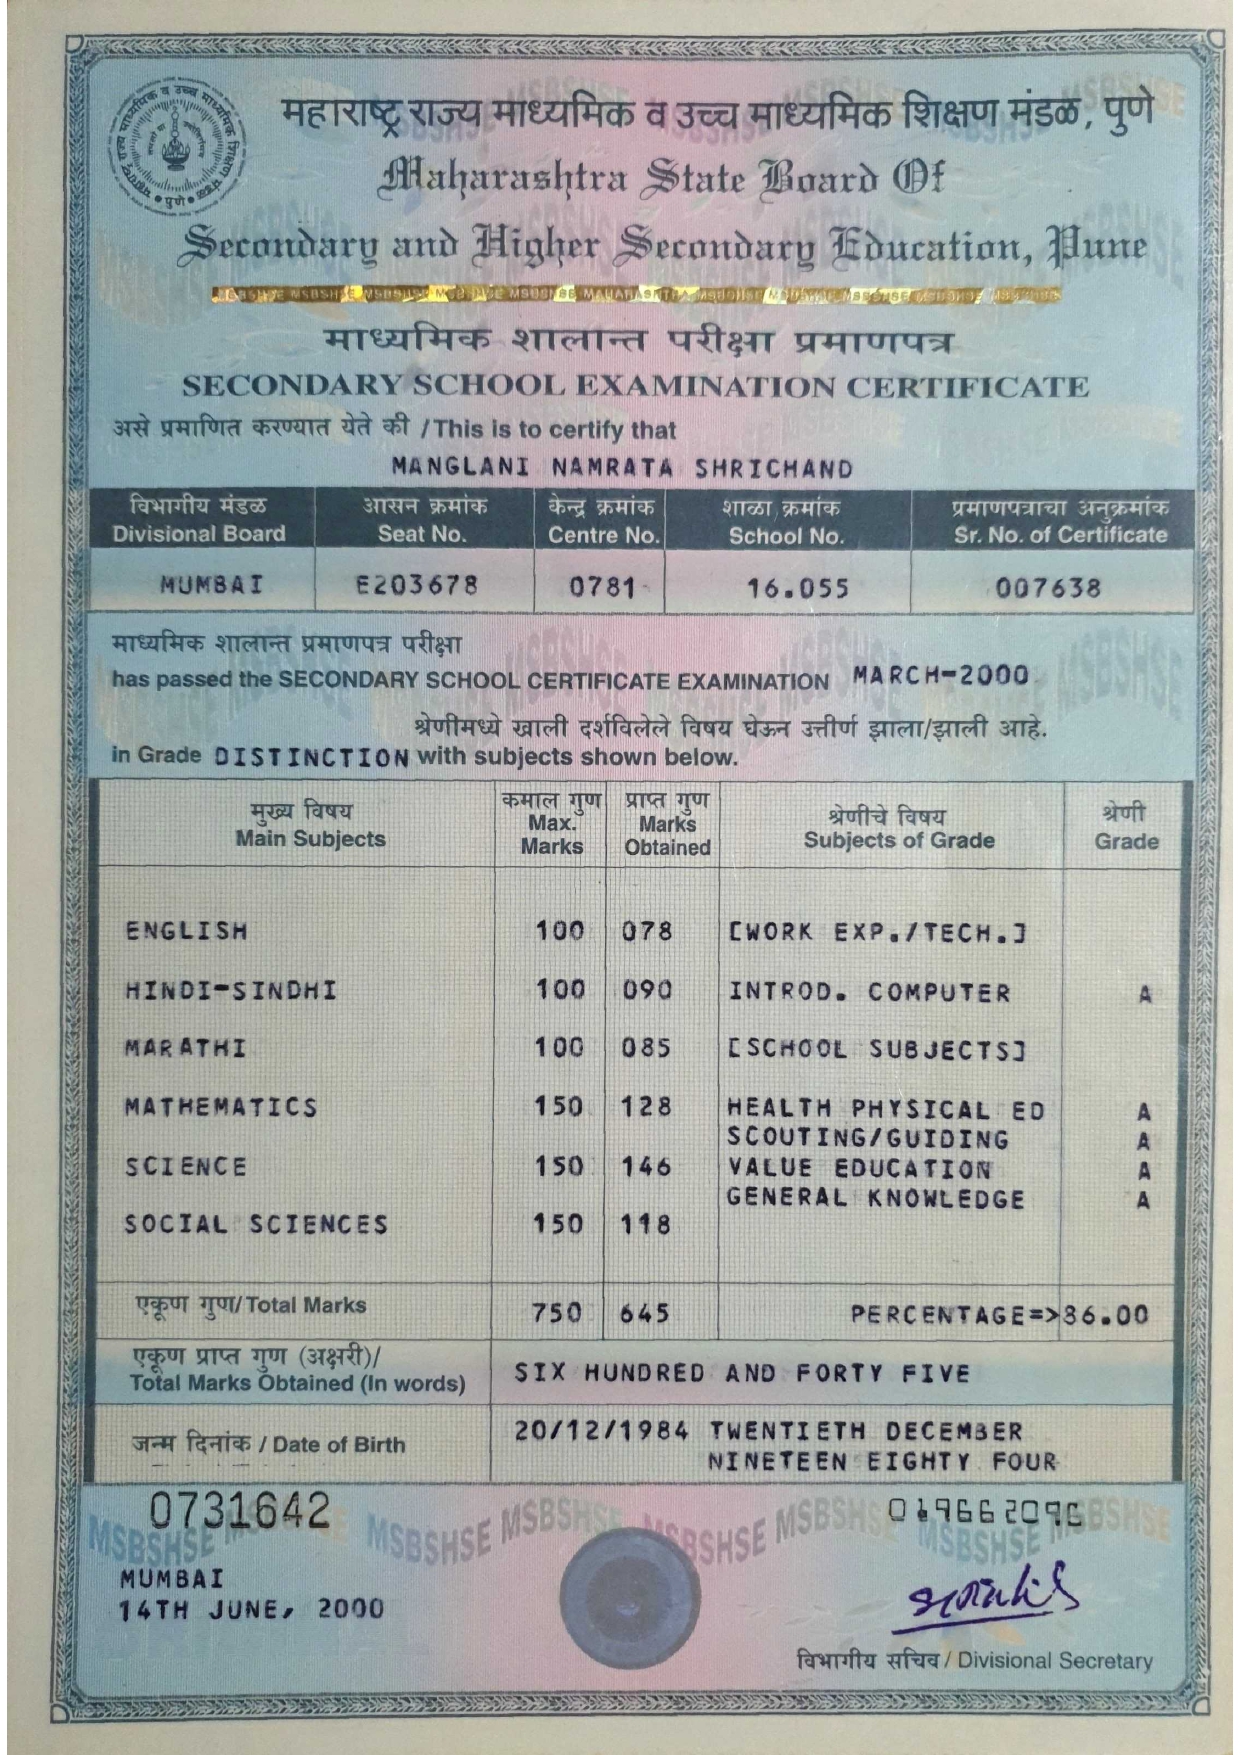 महाराष्ट्र राज्य माध्यमिक व उच्च माध्यमिक शिक्षण मंडळ, पुणे
Maharashtra State Board Of
Secondary and Higher Secondary Education, Pune
माध्यमिक शालान्त परीक्षा प्रमाणपत्र
SECONDARY SCHOOL EXAMINATION CERTIFICATE
असे प्रमाणित करण्यात येते की / This is to certify that
MANGLANI NAMRATA SHRICHAND
विभागीय मंडळ आसन क्रमांक केन्द्र क्रमांक शाळा क्रमांक प्रमाणपत्राचा अनुक्रमांक
Divisional Board Seat No. Centre No. School No. Sr. No. of Certificate
MUMBAI E203678 0781 16.055 007638
माध्यमिक शालान्त प्रमाणपत्र परीक्षा
has passed the SECONDARY SCHOOL CERTIFICATE EXAMINATION MARCH-2000
श्रेणीमध्ये खाली दर्शविलेले विषय घेऊन उत्तीर्ण झाला/झाली आहे.
in Grade DISTINCTION with subjects shown below.
मुख्य विषय कमाल गुण प्राप्त गुण श्रेणीचे विषय श्रेणी
Main Subjects Max. Marks Marks Obtained Subjects of Grade Grade
ENGLISH 100 078 [WORK EXP./TECH.]
HINDI-SINDHI 100 090 INTROD. COMPUTER A
MARATHI 100 085 [SCHOOL SUBJECTS]
MATHEMATICS 150 128 HEALTH PHYSICAL ED A
SCOUTING/GUIDING A
SCIENCE 150 146 VALUE EDUCATION A
GENERAL KNOWLEDGE A
SOCIAL SCIENCES 150 118
एकूण गुण/Total Marks 750 645 PERCENTAGE=>86.00
एकूण प्राप्त गुण (अक्षरी)/
Total Marks Obtained (In words) SIX HUNDRED AND FORTY FIVE
जन्म दिनांक / Date of Birth 20/12/1984 TWENTIETH DECEMBER
NINETEEN EIGHTY FOUR
0731642
MSBSHSE MSBSHSE MSBSHSE MSBSHSE MSBSHSE
MUMBAI
14TH JUNE, 2000
विभागीय सचिव / Divisional Secretary